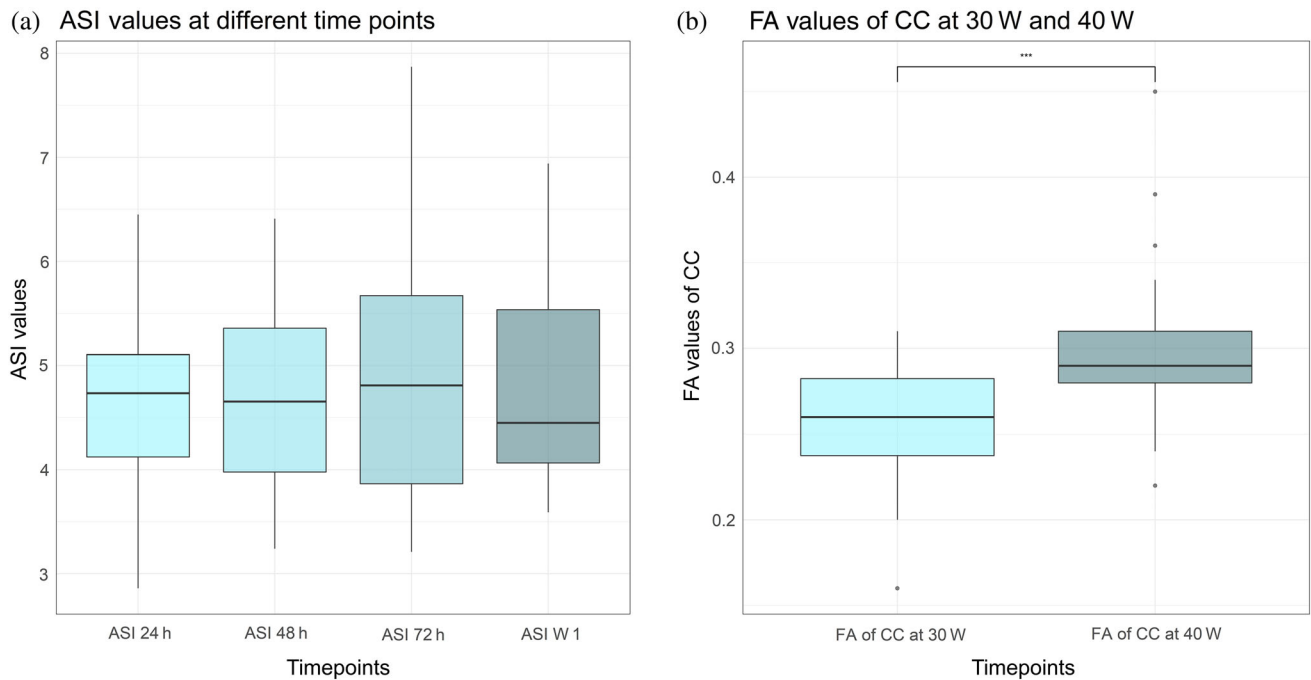 (a) ASI values at different time points
8
7
6
5
4
3
ASI values
ASI 24 h
ASI 48 h
ASI 72 h
ASI W 1
Timepoints
(b) FA values of CC at 30 W and 40 W
***
0.4
0.3
0.2
FA values of CC
FA of CC at 30 W
FA of CC at 40 W
Timepoints